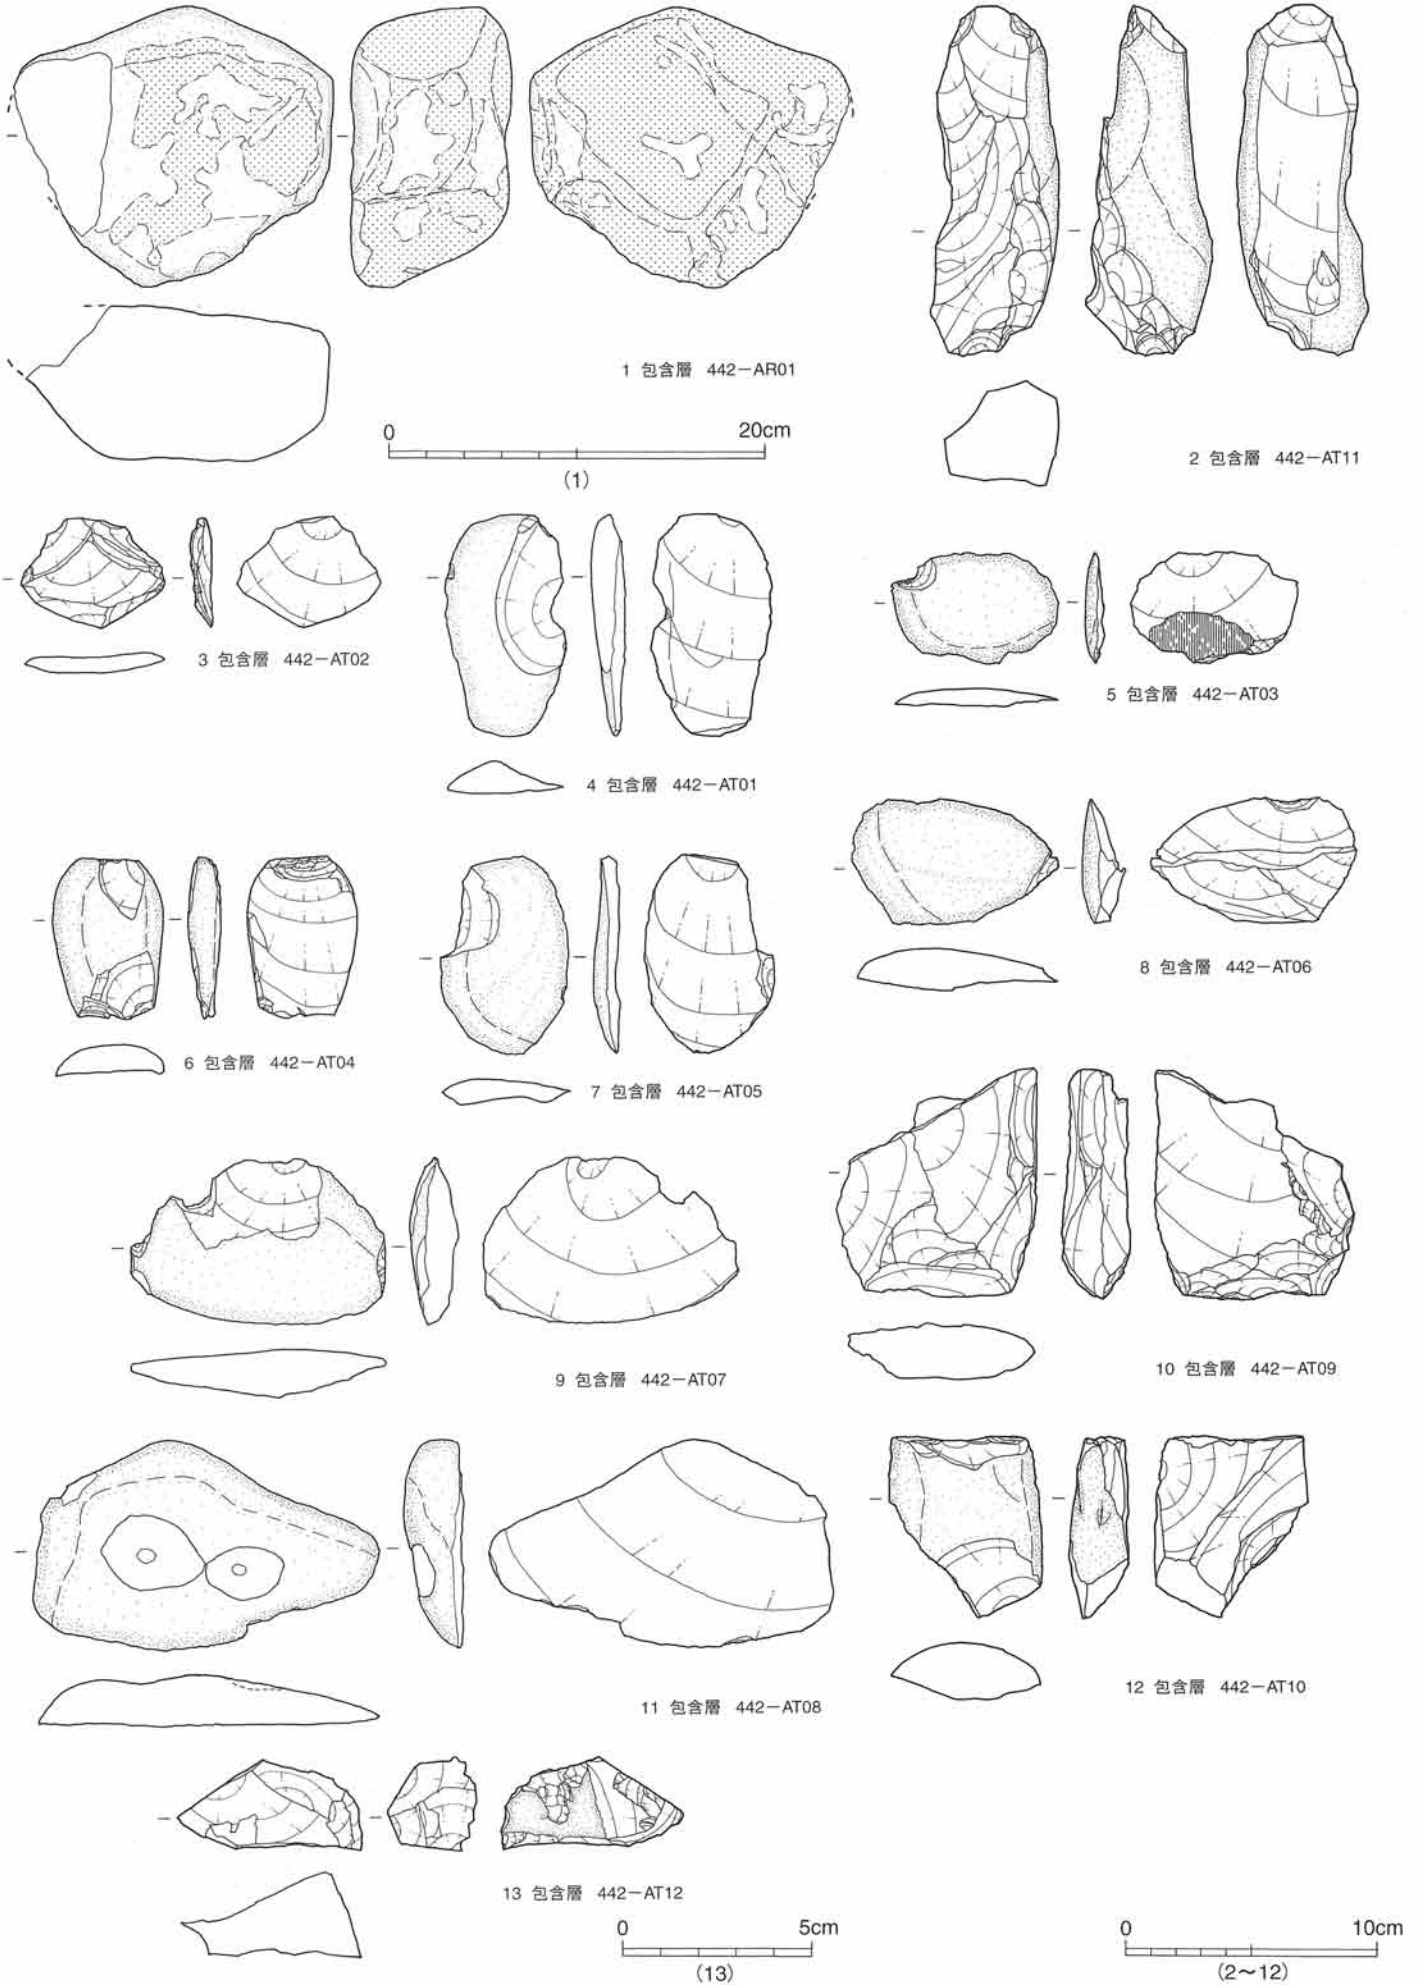 1 包含層 442-AR01
0 20cm
(1)
2 包含層 442-AT11
3 包含層 442-AT02
4 包含層 442-AT01
5 包含層 442-AT03
6 包含層 442-AT04
7 包含層 442-AT05
8 包含層 442-AT06
9 包含層 442-AT07
10 包含層 442-AT09
11 包含層 442-AT08
12 包含層 442-AT10
13 包含層 442-AT12
0 5cm
(13)
0 10cm
(2〜12)